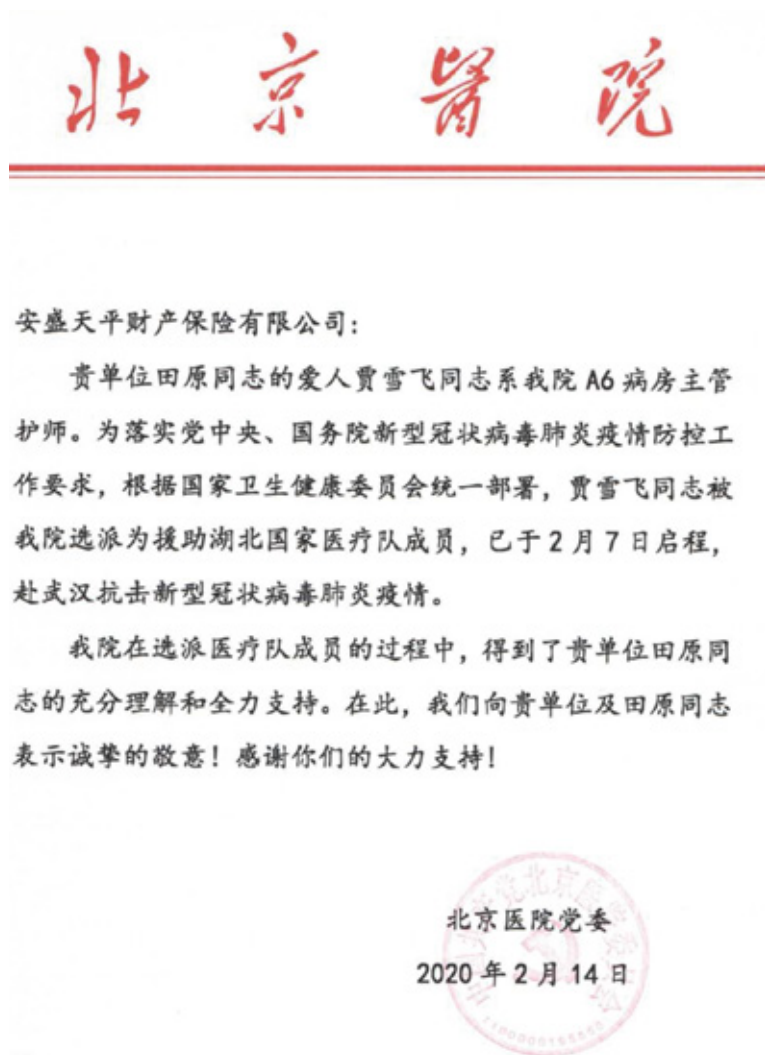 北京醫院
安盛天平财产保险有限公司：
贵单位田原同志的爱人贾雪飞同志系我院 A6 病房主管
护师。为落实党中央、国务院新型冠状病毒肺炎疫情防控工
作要求，根据国家卫生健康委员会统一部署，贾雪飞同志被
我院选派为援助湖北国家医疗队成员，已于 2 月 7 日启程，
赴武汉抗击新型冠状病毒肺炎疫情。
我院在选派医疗队成员的过程中，得到了贵单位田原同
志的充分理解和全力支持。在此，我们向贵单位及田原同志
表示诚挚的敬意！感谢你们的大力支持！
北京医院党委
2020 年 2 月 14 日